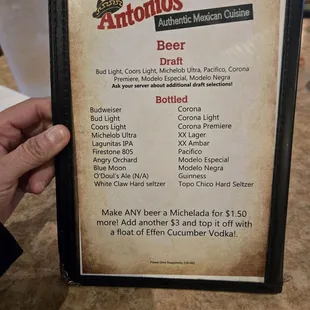 Antonios
Authentic Mexican Cuisine
Beer
Draft
Bud Light, Coors Light, Michelob Ultra, Pacifico, Corona
Premiere, Modelo Especial, Modelo Negra
Ask your server about additional draft selections!
Bottled
Budweiser
Bud Light
Coors Light
Michelob Ultra
Lagunitas IPA
Firestone 805
Angry Orchard
Blue Moon
O'Doul's Ale (N/A)
White Claw Hard seltzer
Corona
Corona Light
Corona Premiere
XX Lager
XX Ambar
Pacifico
Modelo Especial
Modelo Negra
Guinness
Topo Chico Hard Seltzer
Make ANY beer a Michelada for $1.50
more! Add another $3 and top it off with
a float of Effen Cucumber Vodka!